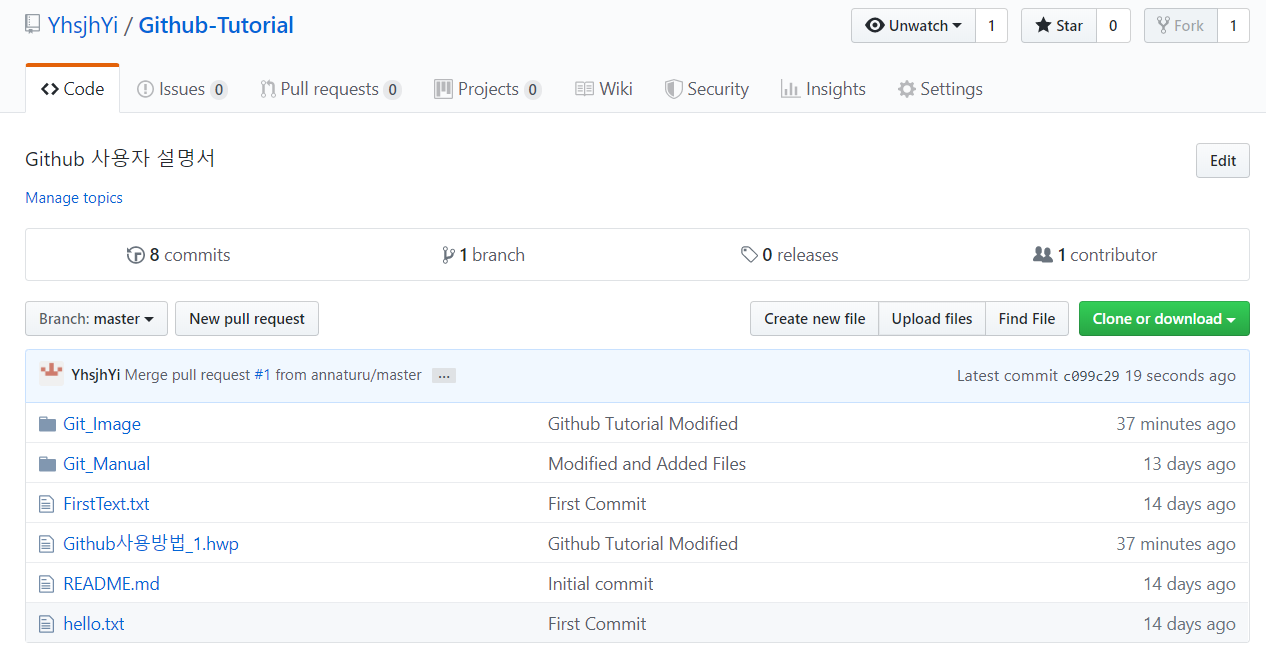 YhsjhYi / Github-Tutorial Unwatch 1 Star 0 Fork 1
Code Issues 0 Pull requests 0 Projects 0 Wiki Security Insights Settings
Github 사용자 설명서 Edit
Manage topics
8 commits 1 branch 0 releases 1 contributor
Branch: master New pull request Create new file Upload files Find File Clone or download
YhsjhYi Merge pull request #1 from annaturu/master ... Latest commit c099c29 19 seconds ago
Git_Image Github Tutorial Modified 37 minutes ago
Git_Manual Modified and Added Files 13 days ago
FirstText.txt First Commit 14 days ago
Github사용방법_1.hwp Github Tutorial Modified 37 minutes ago
README.md Initial commit 14 days ago
hello.txt First Commit 14 days ago